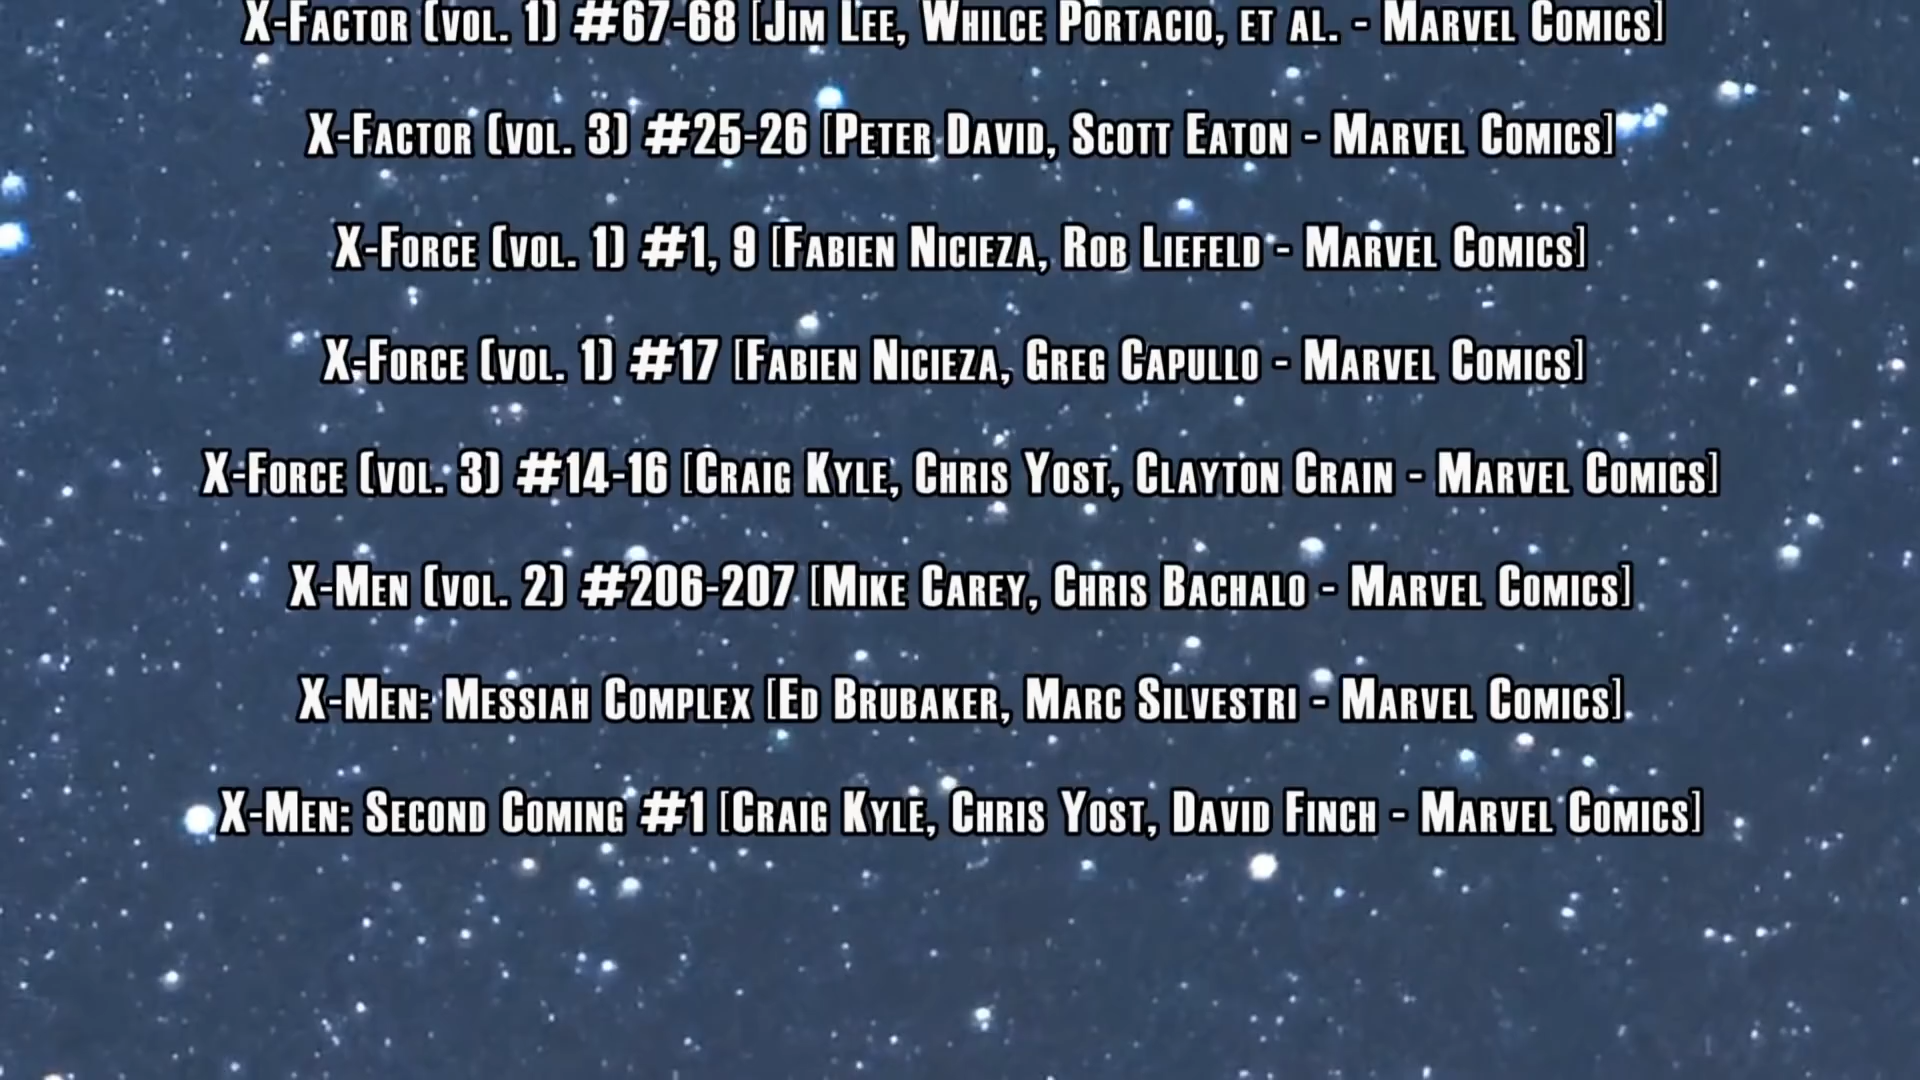 X-Factor (vol. 1) #67-68 [Jim Lee, Whilce Portacio, et al. - Marvel Comics]
X-Factor (vol. 3) #25-26 [Peter David, Scott Eaton - Marvel Comics]
X-Force (vol. 1) #1, 9 [Fabien Nicieza, Rob Liefeld - Marvel Comics]
X-Force (vol. 1) #17 [Fabien Nicieza, Greg Capullo - Marvel Comics]
X-Force (vol. 3) #14-16 [Craig Kyle, Chris Yost, Clayton Crain - Marvel Comics]
X-Men (vol. 2) #206-207 [Mike Carey, Chris Bachalo - Marvel Comics]
X-Men: Messiah Complex [Ed Brubaker, Marc Silvestri - Marvel Comics]
X-Men: Second Coming #1 [Craig Kyle, Chris Yost, David Finch - Marvel Comics]